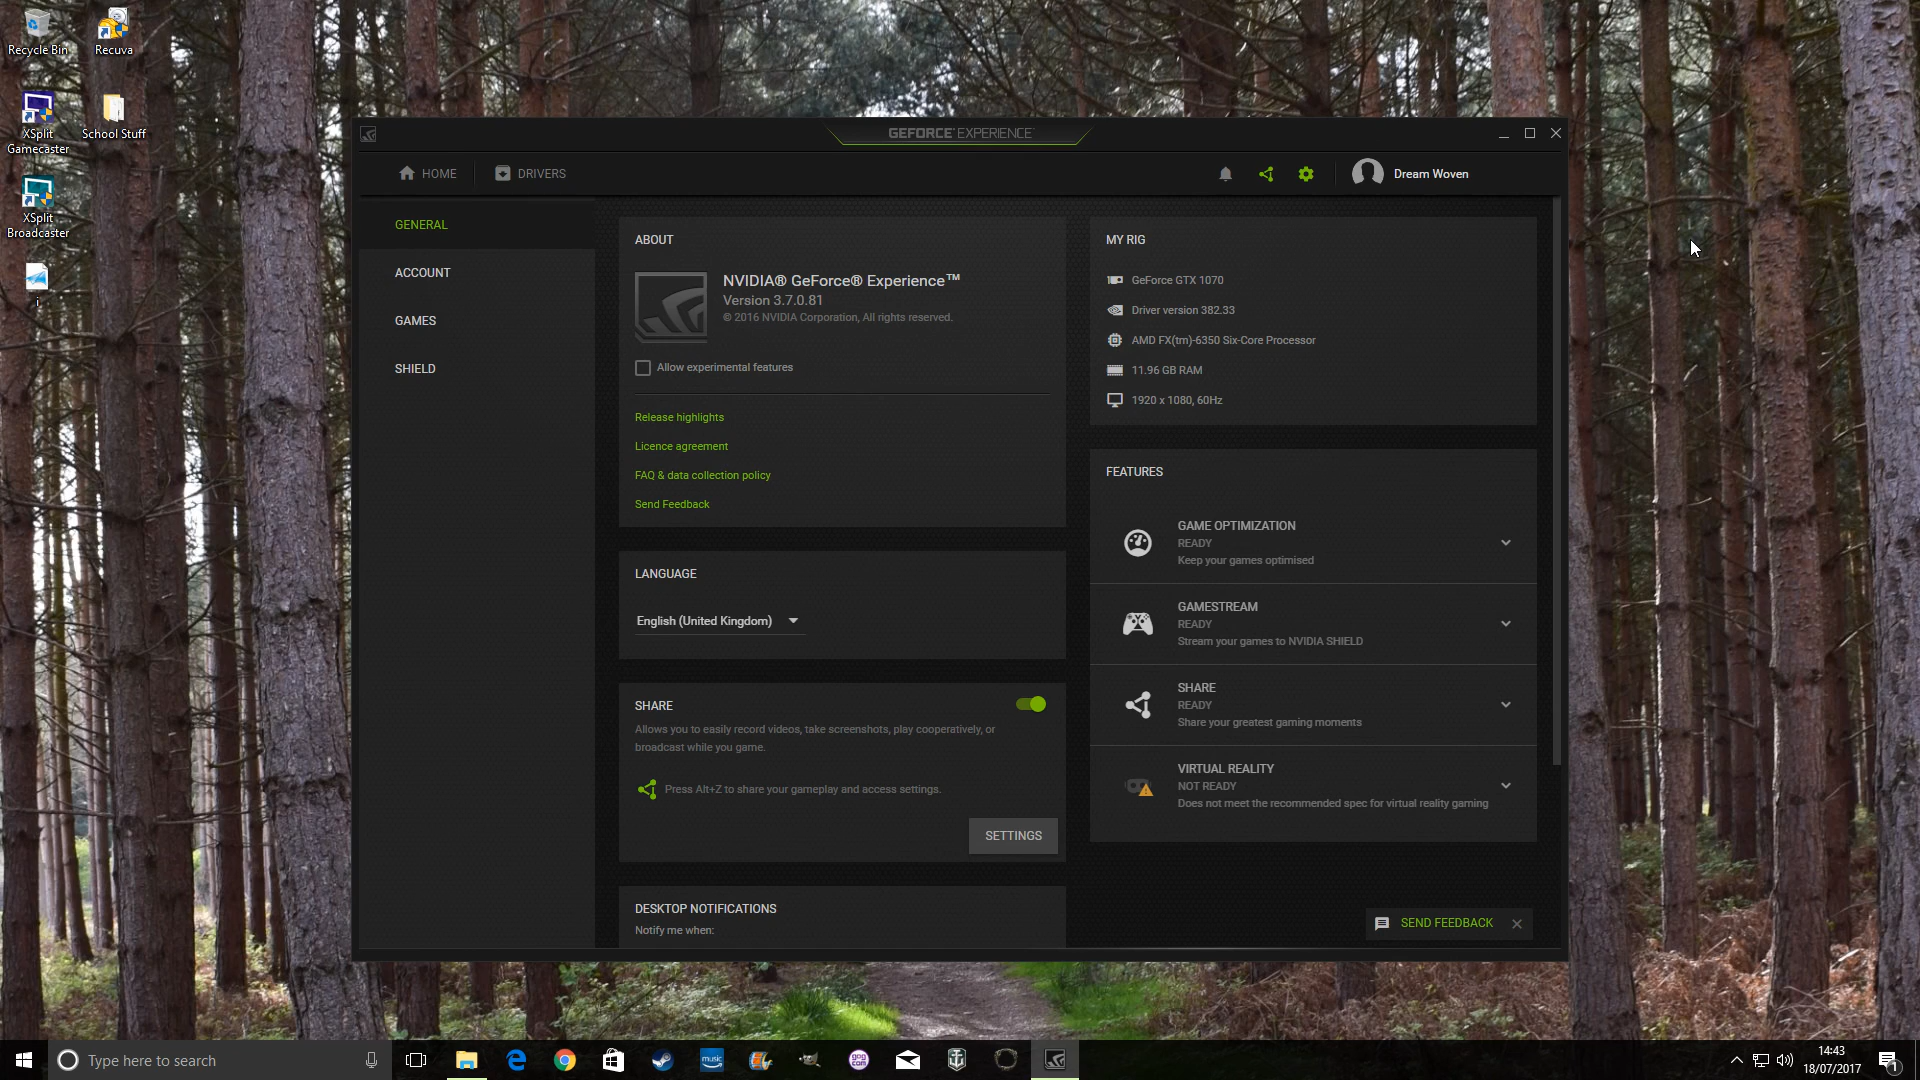 Recycle Bin
Recuva
XSplit
Gamecaster
School Stuff
XSplit
Broadcaster
i
GEFORCE® EXPERIENCE™
HOME
DRIVERS
Dream Woven
GENERAL
ACCOUNT
GAMES
SHIELD
ABOUT
NVIDIA® GeForce® Experience™
Version 3.7.0.81
© 2016 NVIDIA Corporation, All rights reserved.
Allow experimental features
Release highlights
Licence agreement
FAQ & data collection policy
Send Feedback
LANGUAGE
English (United Kingdom)
SHARE
Allows you to easily record videos, take screenshots, play cooperatively, or
broadcast while you game.
Press Alt+Z to share your gameplay and access settings.
SETTINGS
DESKTOP NOTIFICATIONS
Notify me when:
MY RIG
GeForce GTX 1070
Driver version 382.33
AMD FX(tm)-6350 Six-Core Processor
11.96 GB RAM
1920 x 1080, 60Hz
FEATURES
GAME OPTIMIZATION
READY
Keep your games optimised
GAMESTREAM
READY
Stream your games to NVIDIA SHIELD
SHARE
READY
Share your greatest gaming moments
VIRTUAL REALITY
NOT READY
Does not meet the recommended spec for virtual reality gaming
SEND FEEDBACK
Type here to search
music
gog
com
14:43
18/07/2017
1